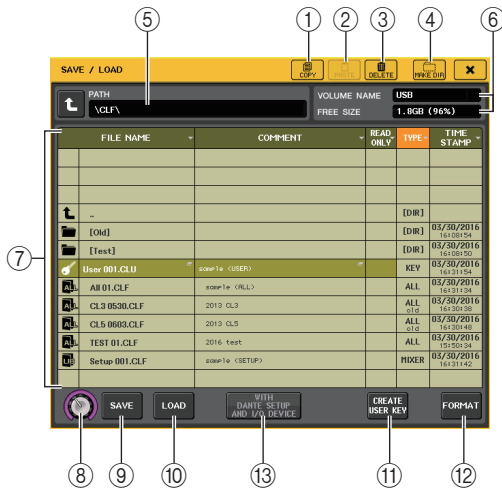 ⑤ ① ② ③ ④ ⑥
SAVE / LOAD
COPY
PASTE
DELETE
MAKE DIR
×
PATH
\CLF\
VOLUME NAME USB
FREE SIZE 1.8GB (96%)
FILE NAME COMMENT READ ONLY TYPE TIME STAMP
.. [DIR]
[Old] [DIR] 03/30/2016 16:08:54
[Test] [DIR] 03/30/2016 16:08:50
⑦
User 001.CLU sample (USER) KEY 03/30/2016 16:31:54
ALL All 01.CLF sample (ALL) ALL 03/30/2016 16:31:34
ALL CL3 0530.CLF 2013 CL3 ALL old 03/30/2016 16:30:38
ALL CL5 0603.CLF 2013 CL5 ALL old 03/30/2016 16:30:48
ALL TEST 01.CLF 2016 test ALL 03/30/2016 15:50:34
LIB Setup 001.CLF sample (SETUP) MIXER 03/30/2016 16:31:42
SAVE
LOAD
WITH
DANTE SETUP
AND I/O DEVICE
CREATE
USER KEY
FORMAT
⑧ ⑨ ⑩ ⑬ ⑪ ⑫